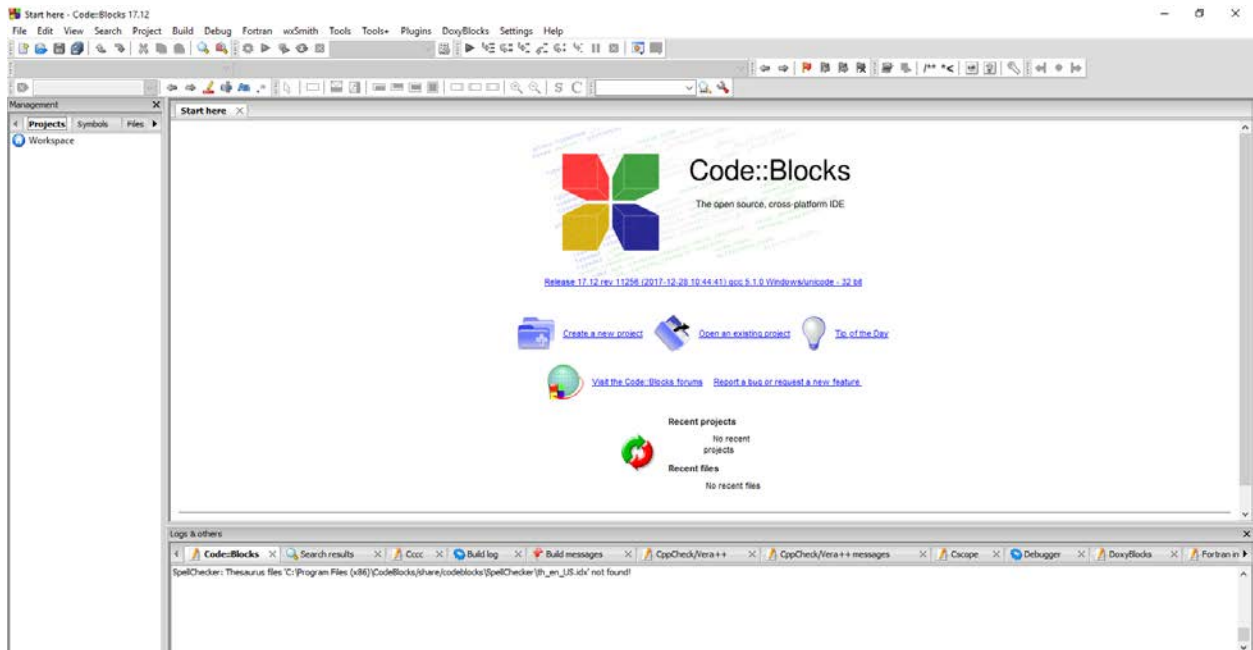 Start here - Code::Blocks 17.12
File Edit View Search Project Build Debug Fortran wxSmith Tools Tools+ Plugins DoxyBlocks Settings Help
/** *<
S C
Management
Projects Symbols Files
Workspace
Start here
Code::Blocks
The open source, cross-platform IDE
Release 17.12 rev 11256 (2017-12-28 10:44:41) gcc 5.1.0 Windows/unicode - 32 bit
Create a new project Open an existing project Tip of the Day
Visit the Code::Blocks forums Report a bug or request a new feature
Recent projects
No recent
projects
Recent files
No recent files
Logs & others
Code::Blocks Search results Cccc Build log Build messages CppCheck/Vera++ CppCheck/Vera++ messages Cscope Debugger DoxyBlocks Fortran in
SpellChecker: Thesaurus files 'C:\Program Files (x86)\CodeBlocks/share/codeblocks\SpellChecker\th_en_US.idx' not found!